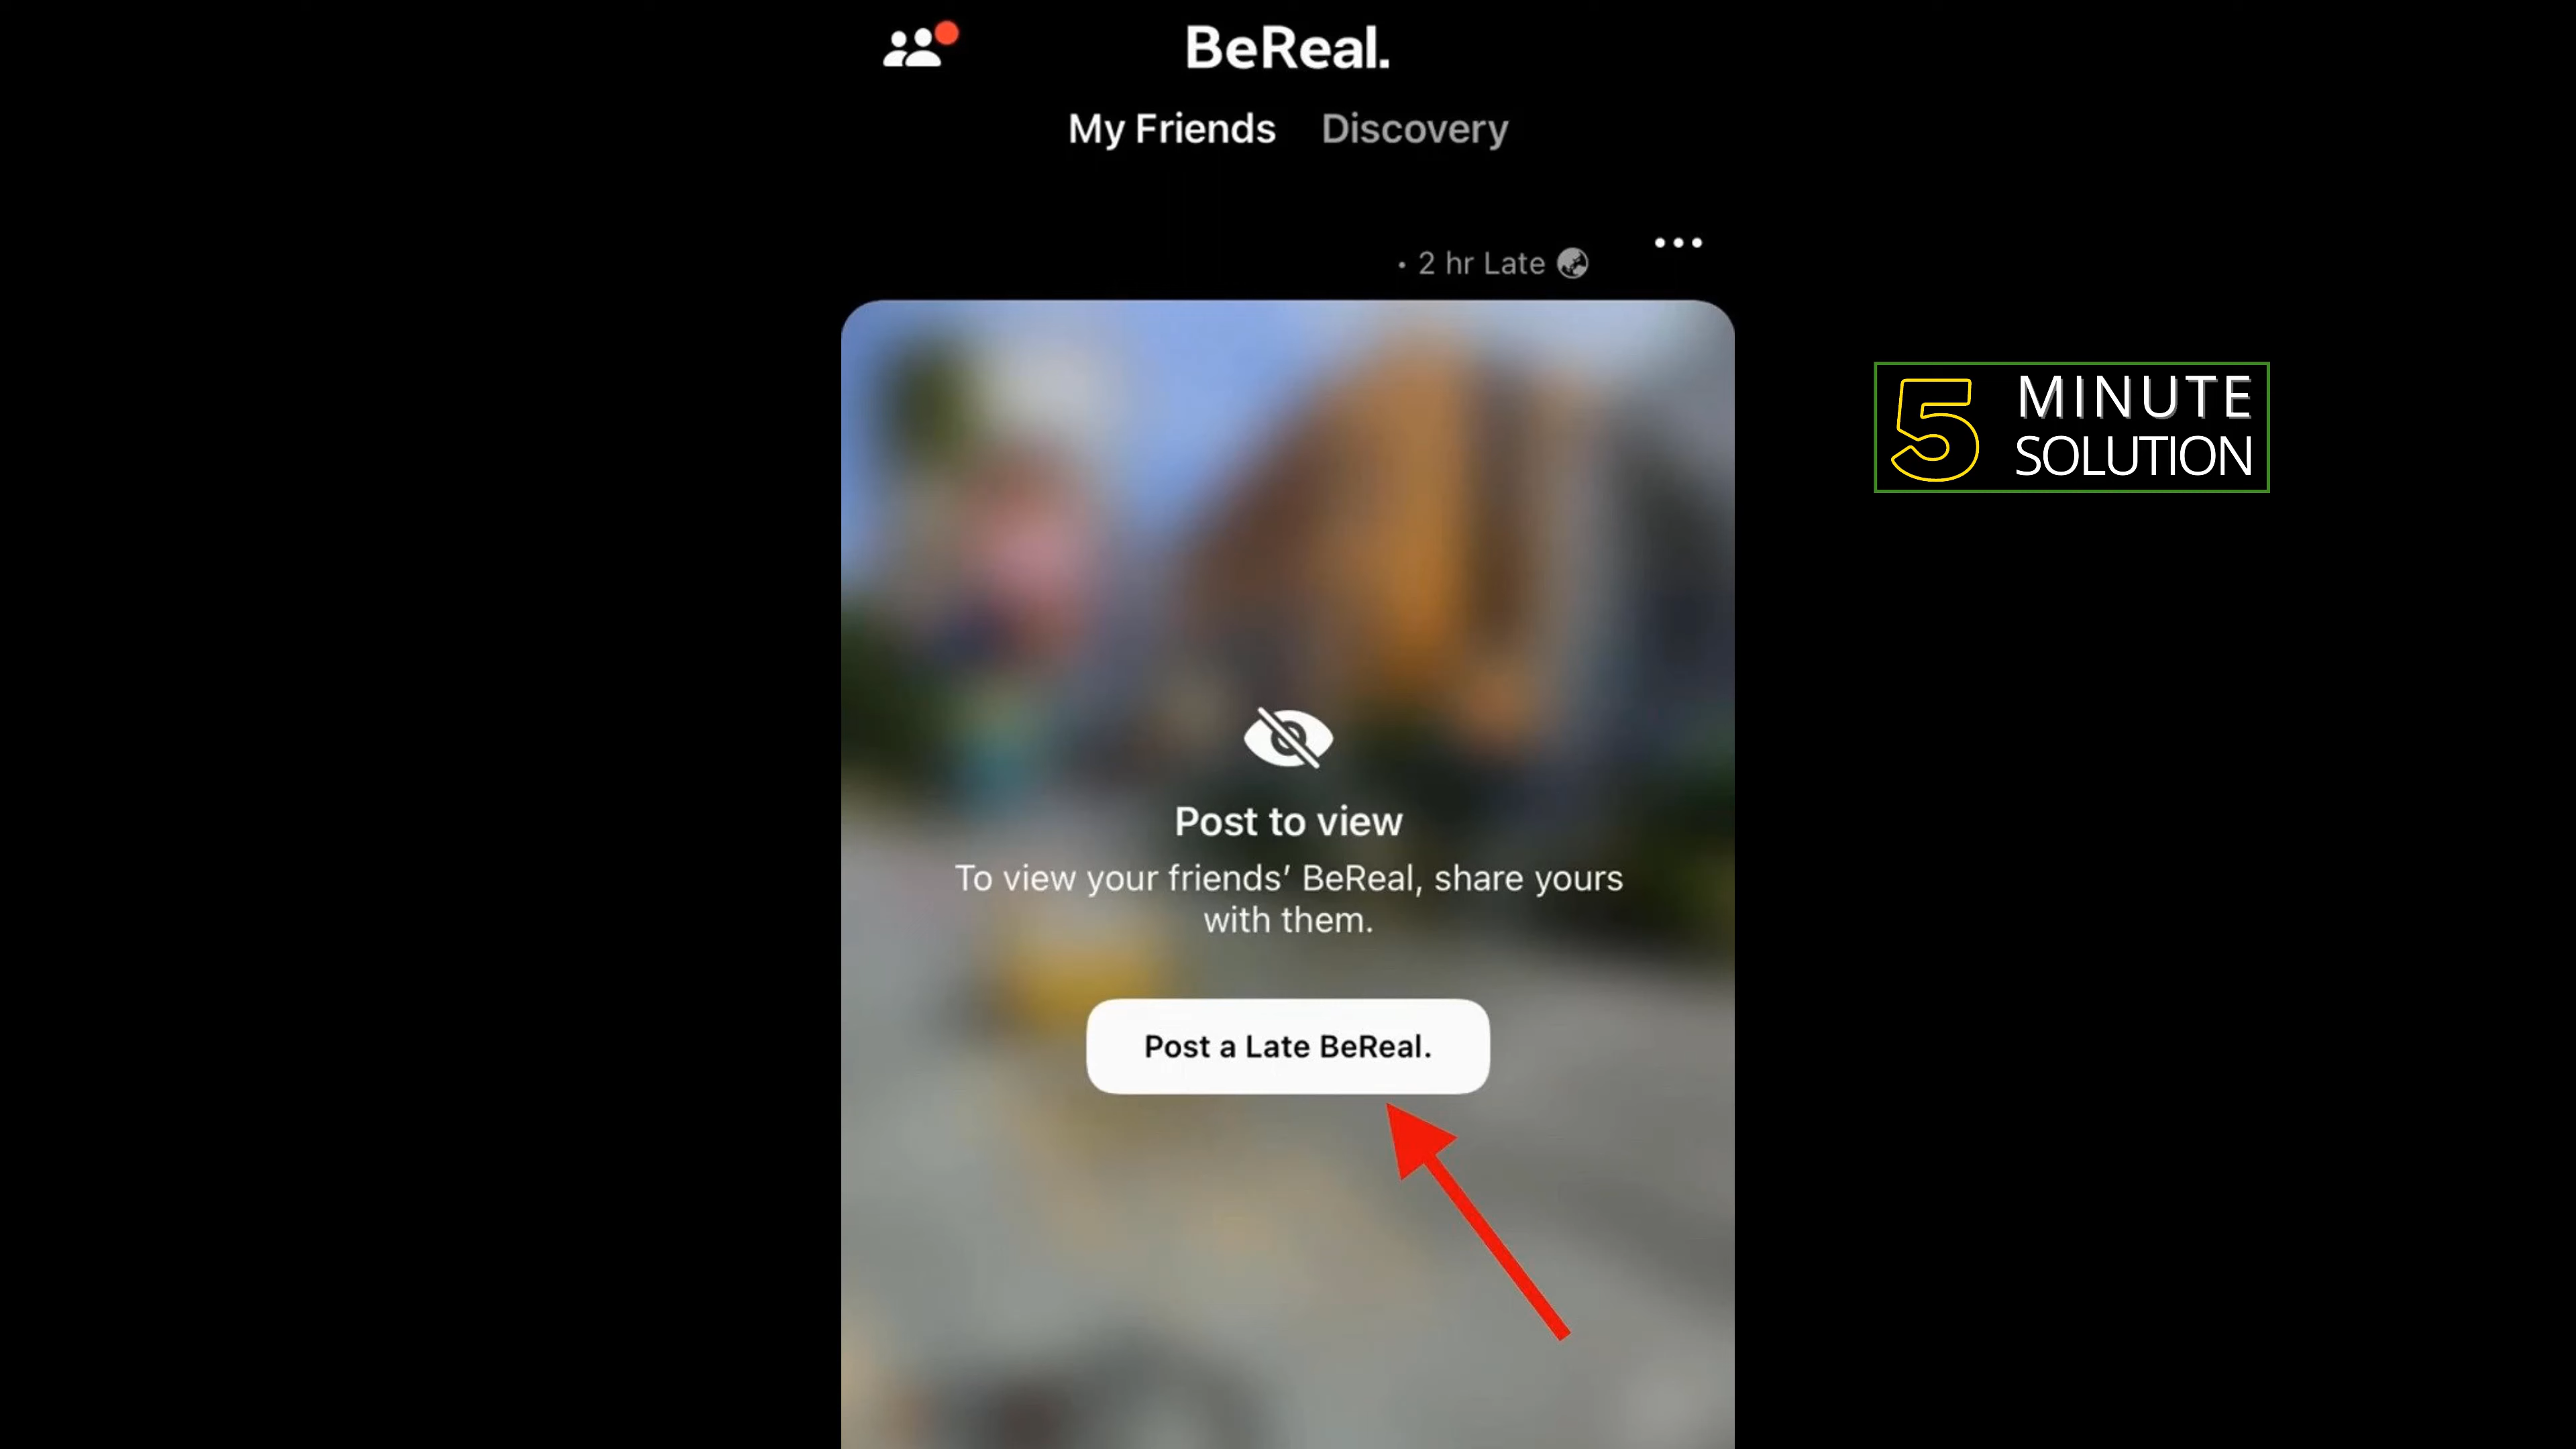 BeReal.
My Friends Discovery
• 2 hr Late
5 MINUTE
SOLUTION
Post to view
To view your friends’ BeReal, share yours
with them.
Post a Late BeReal.